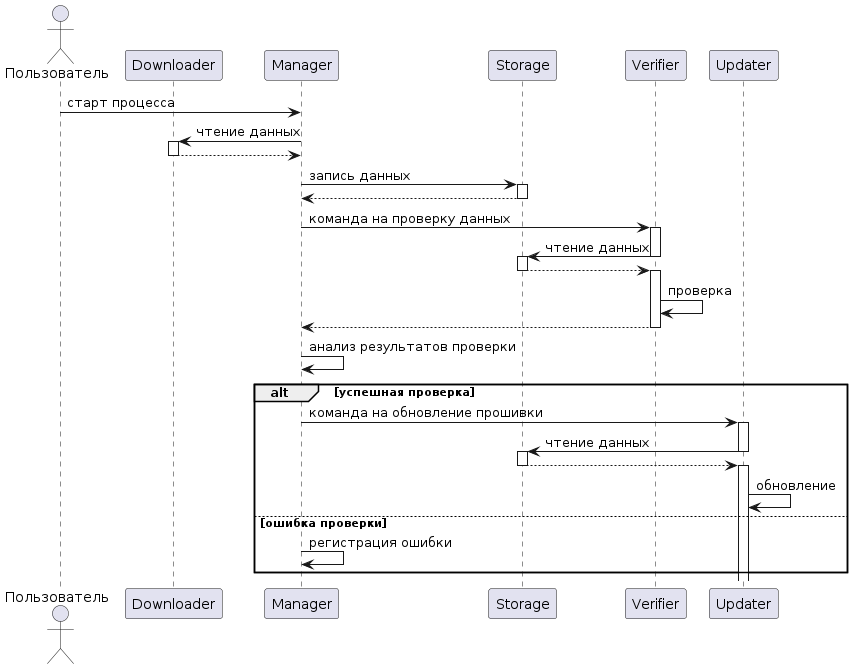 Пользователь
Downloader
Manager
Storage
Verifier
Updater
старт процесса
чтение данных
запись данных
команда на проверку данных
чтение данных
проверка
анализ результатов проверки
alt
[успешная проверка]
команда на обновление прошивки
чтение данных
обновление
[ошибка проверки]
регистрация ошибки
Пользователь
Downloader
Manager
Storage
Verifier
Updater